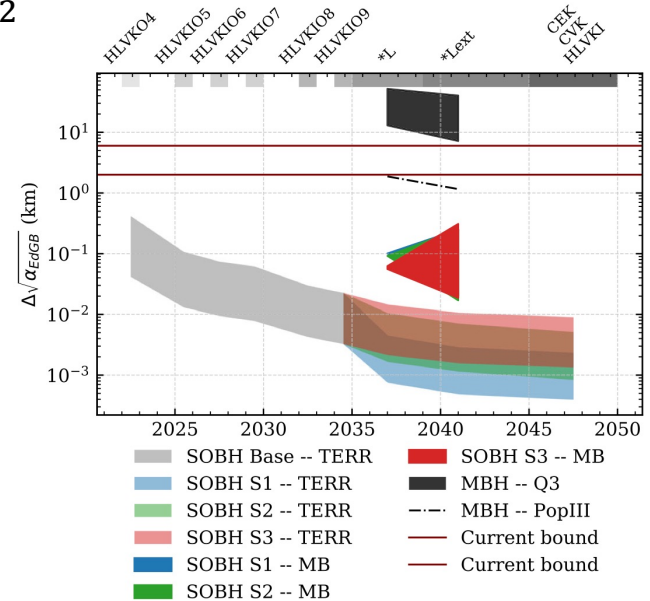 2
HLVKIO4
HLVKIO5
HLVKIO6
HLVKIO7
HLVKIO8
HLVKIO9
*L
*Lext
CEK
CVK
HLVKI
10¹
10⁰
10⁻¹
10⁻²
10⁻³
Δ√α_EdGB (km)
2025 2030 2035 2040 2045 2050
SOBH Base -- TERR
SOBH S1 -- TERR
SOBH S2 -- TERR
SOBH S3 -- TERR
SOBH S1 -- MB
SOBH S2 -- MB
SOBH S3 -- MB
MBH -- Q3
MBH -- PopIII
Current bound
Current bound